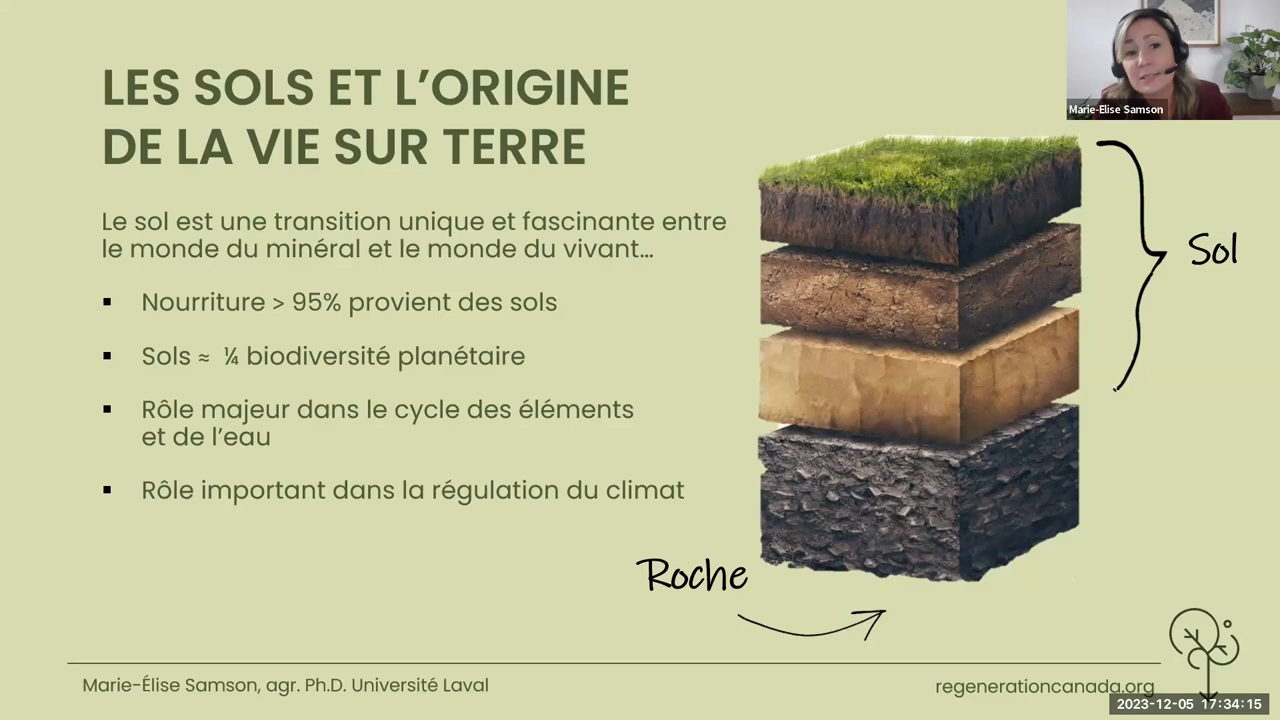 LES SOLS ET L’ORIGINE
DE LA VIE SUR TERRE
Marie-Elise Samson
Le sol est une transition unique et fascinante entre
le monde du minéral et le monde du vivant…
▪ Nourriture > 95% provient des sols
▪ Sols ≈ ¼ biodiversité planétaire
▪ Rôle majeur dans le cycle des éléments
et de l’eau
▪ Rôle important dans la régulation du climat
Sol
Roche
Marie-Élise Samson, agr. Ph.D. Université Laval
regenerationcanada.org
2023-12-05 17:34:15